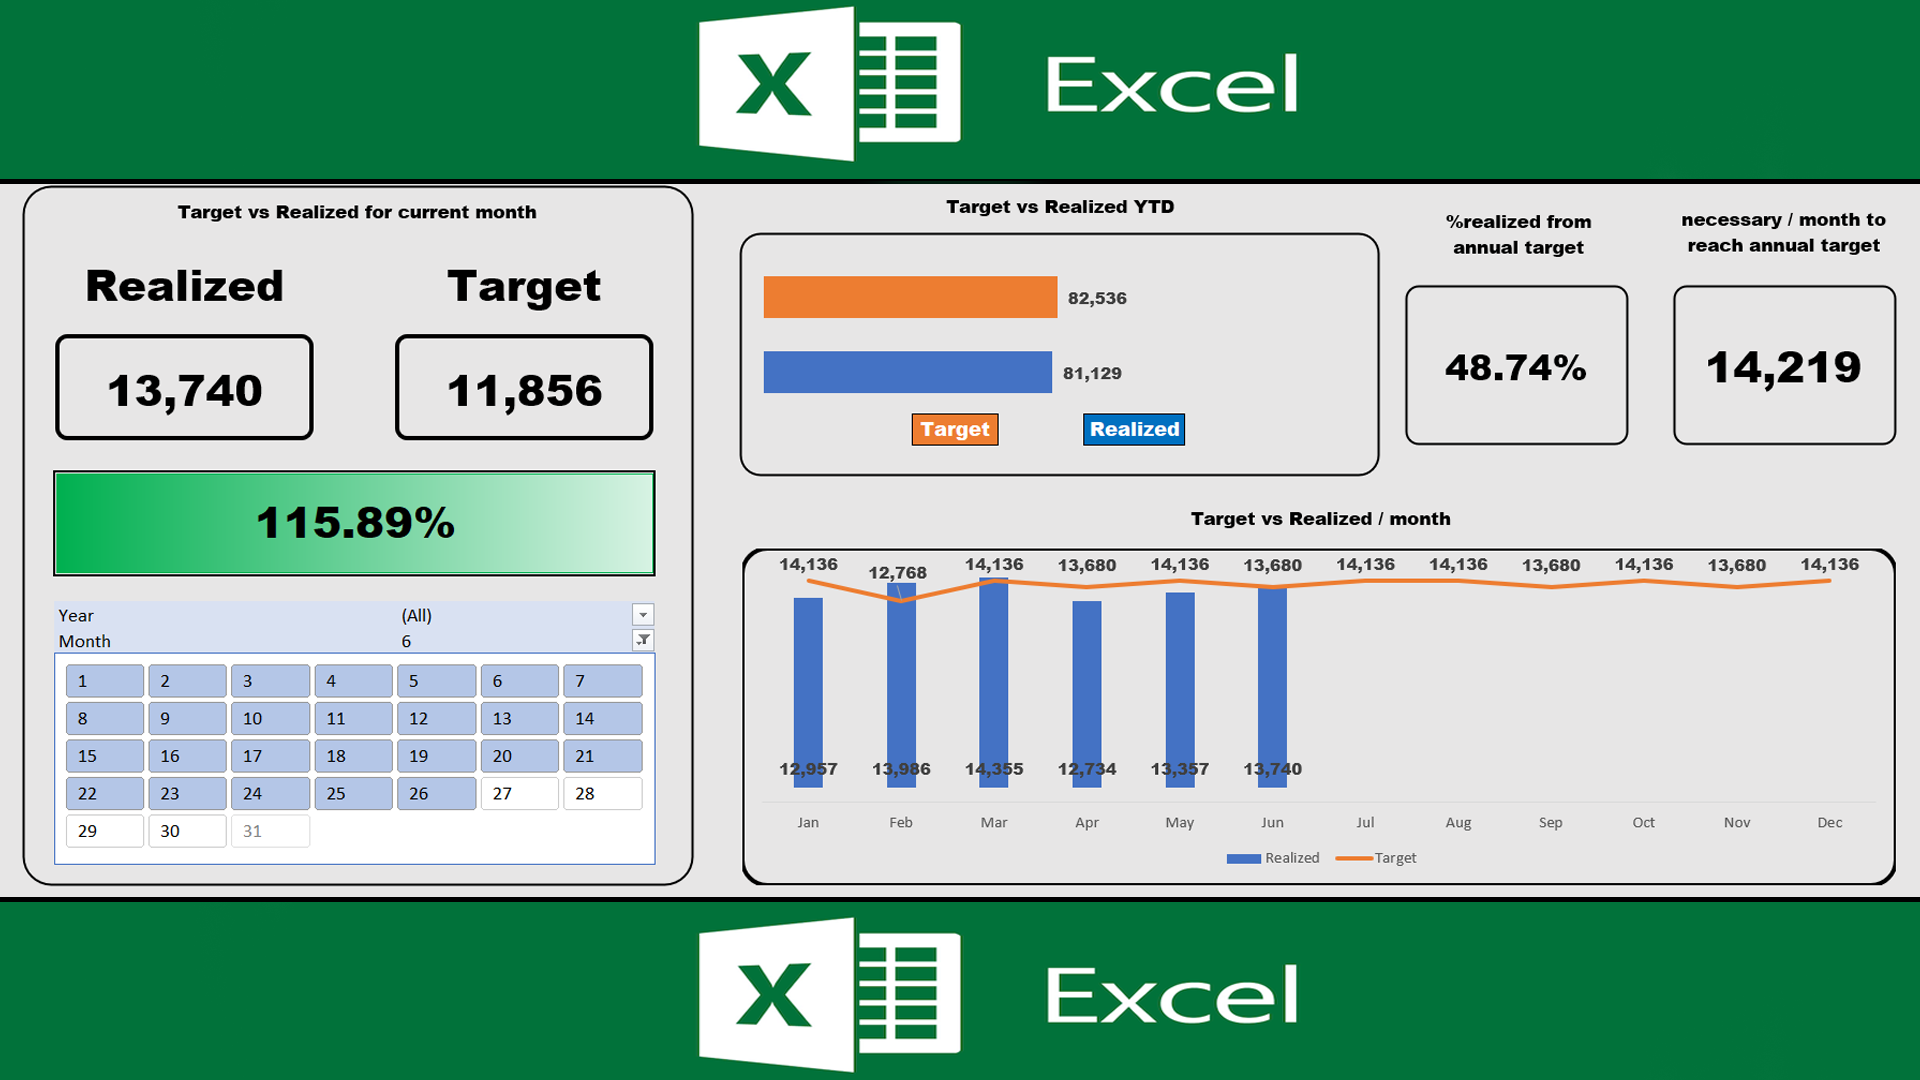 X Excel
Target vs Realized for current month
Realized Target
13,740 11,856
115.89%
Year (All)
Month 6
1 2 3 4 5 6 7
8 9 10 11 12 13 14
15 16 17 18 19 20 21
22 23 24 25 26 27 28
29 30 31
Target vs Realized YTD
82,536
81,129
Target Realized
%realized from
annual target
48.74%
necessary / month to
reach annual target
14,219
Target vs Realized / month
14,136 12,768 14,136 13,680 14,136 13,680 14,136 14,136 13,680 14,136 13,680 14,136
12,957 13,986 14,355 12,734 13,357 13,740
Jan Feb Mar Apr May Jun Jul Aug Sep Oct Nov Dec
Realized Target
X Excel